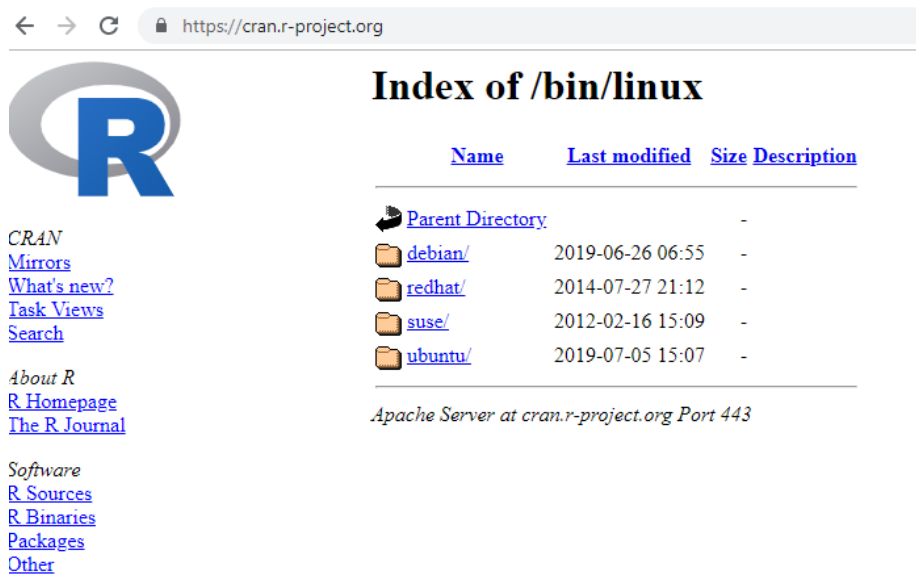 https://cran.r-project.org
R
CRAN
Mirrors
What's new?
Task Views
Search
About R
R Homepage
The R Journal
Software
R Sources
R Binaries
Packages
Other
Index of /bin/linux
Name Last modified Size Description
Parent Directory -
debian/ 2019-06-26 06:55 -
redhat/ 2014-07-27 21:12 -
suse/ 2012-02-16 15:09 -
ubuntu/ 2019-07-05 15:07 -
Apache Server at cran.r-project.org Port 443